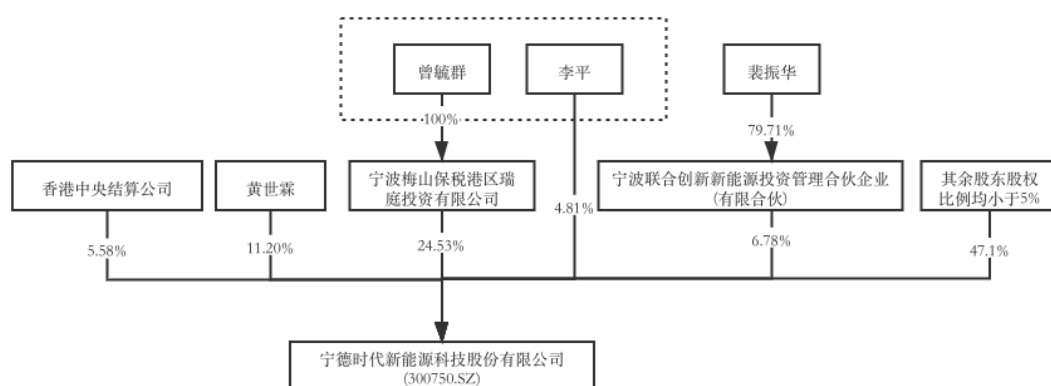 曾毓群
李平
裴振华
100%
79.71%
香港中央结算公司
黄世霖
宁波梅山保税港区瑞
庭投资有限公司
宁波联合创新新能源投资管理合伙企业
(有限合伙)
其余股东股权
比例均小于5%
4.81%
5.58%
11.20%
24.53%
6.78%
47.1%
宁德时代新能源科技股份有限公司
(300750.SZ)